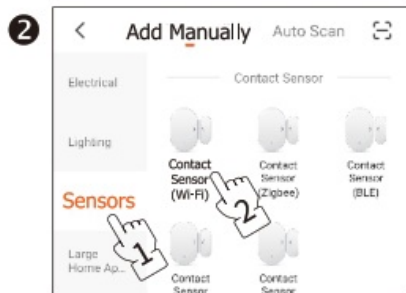 2
Add Manually Auto Scan
Electrical
Contact Sensor
Lighting
Contact Sensor (Wi-Fi)
Contact Sensor (Zigbee)
Contact Sensor (BLE)
Sensors
1
2
Large
Home Ap...
Contact
Sensor
Contact
Sensor